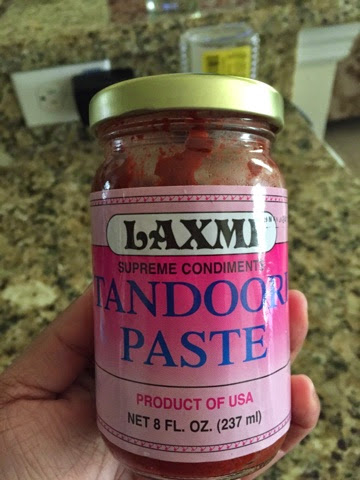 LAXMI
SUPREME CONDIMENTS
TANDOORI
PASTE
PRODUCT OF USA
NET 8 FL. OZ. (237 ml)